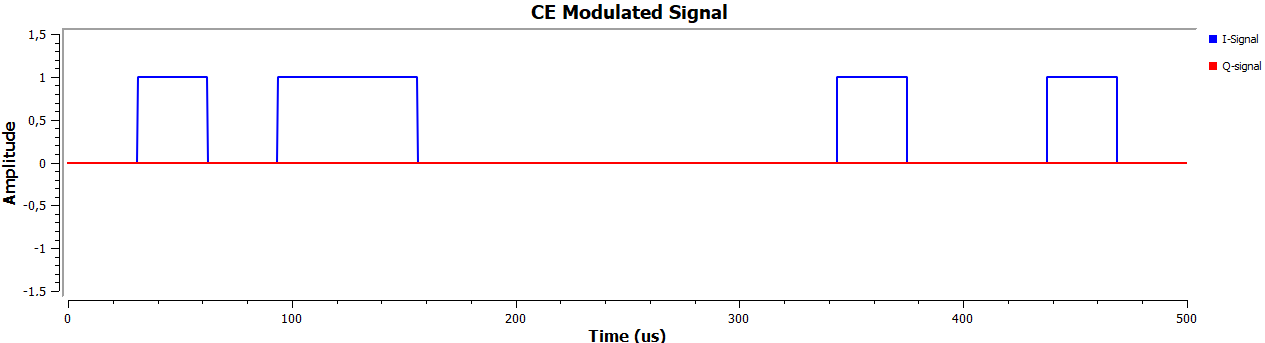 CE Modulated Signal
I-Signal
Q-signal
1,5
1
0,5
0
-0,5
-1
-1.5
Amplitude
0 100 200 300 400 500
Time (us)